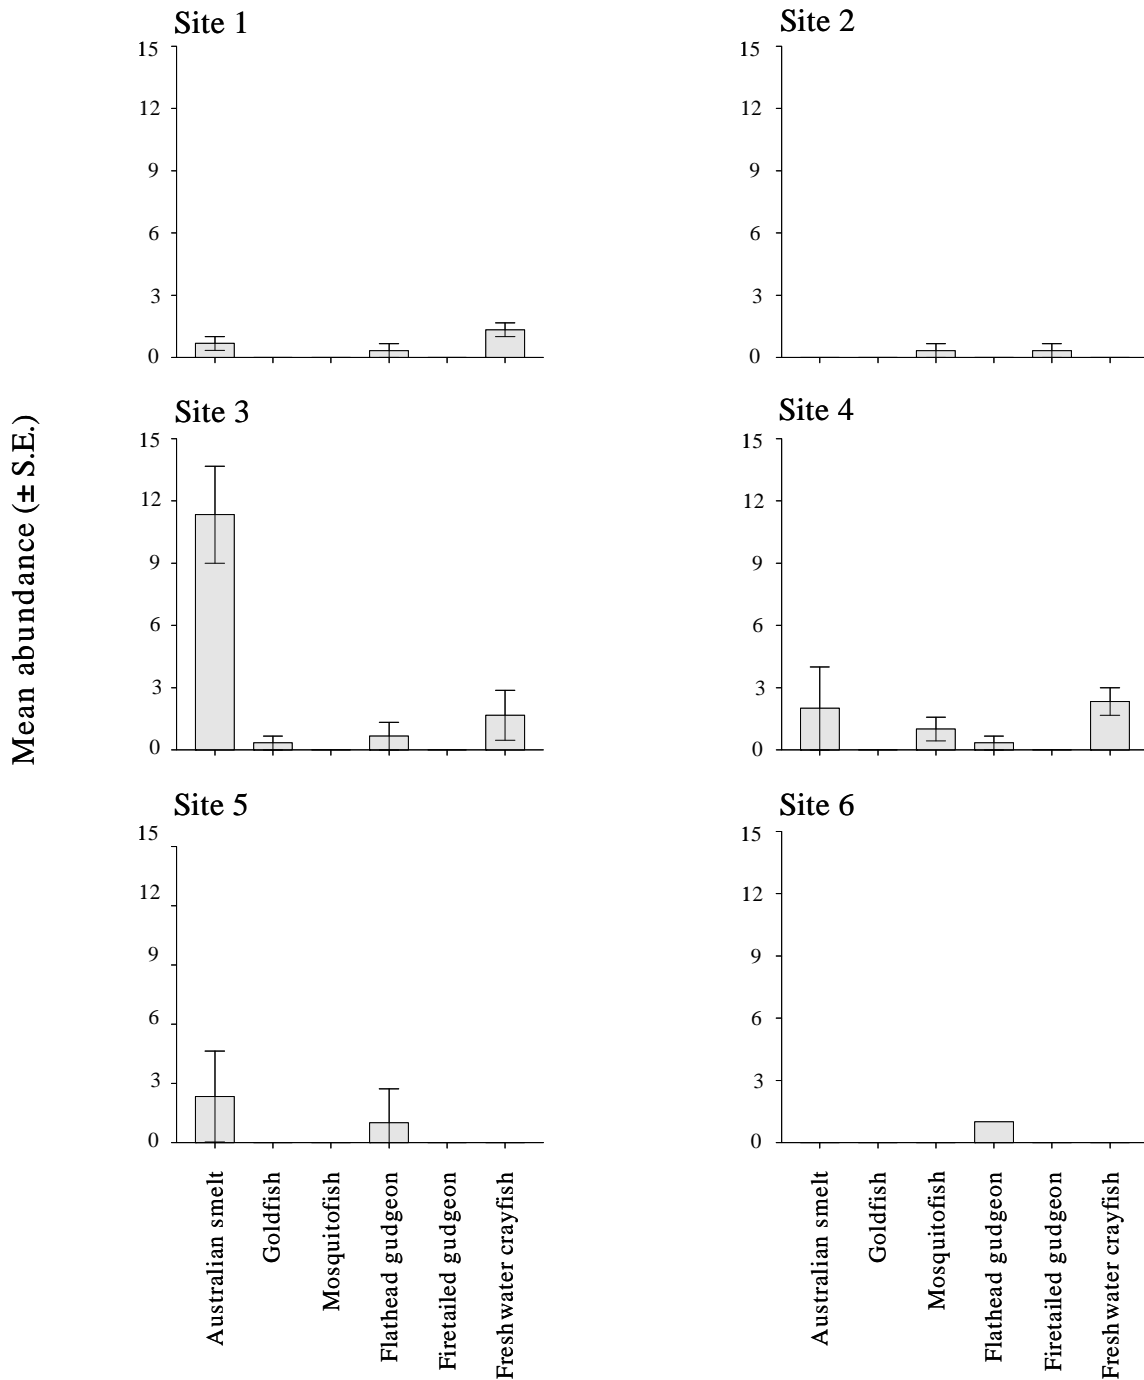 Site 1
15
12
9
6
3
0
Site 2
15
12
9
6
3
0
Mean abundance (± S.E.)
Site 3
15
12
9
6
3
0
Site 4
15
12
9
6
3
0
Site 5
15
12
9
6
3
0
Australian smelt
Goldfish
Mosquitofish
Flathead gudgeon
Firetailed gudgeon
Freshwater crayfish
Site 6
15
12
9
6
3
0
Australian smelt
Goldfish
Mosquitofish
Flathead gudgeon
Firetailed gudgeon
Freshwater crayfish